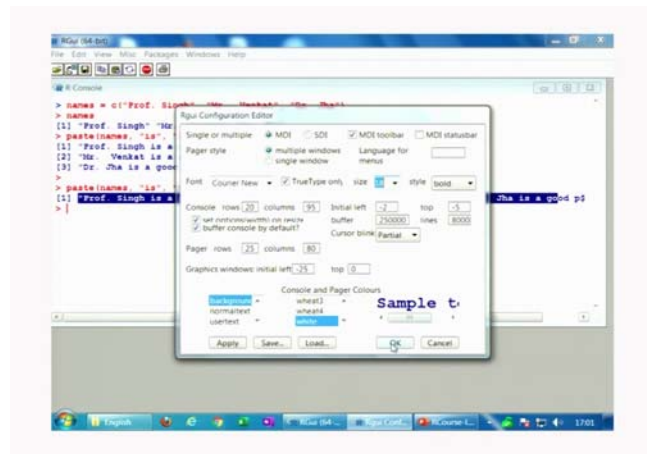 RGui (64-bit)
File Edit View Misc Packages Windows Help
R Console
> names = c("Prof. Singh", "Mr. Venkat", "Dr. Jha")
> names
[1] "Prof. Singh" "Mr.
> paste(names, "is",
[1] "Prof. Singh is a
[2] "Mr. Venkat is a
[3] "Dr. Jha is a good
>
> paste(names, "is",
[1] "Prof. Singh is a Jha is a good p$
>
Rgui Configuration Editor
Single or multiple MDI SDI MDI toolbar MDI statusbar
Pager style multiple windows Language for
single window menus
Font Courier New TrueType only size style bold
Console rows 20 columns 95 Initial left -2 top -5
set options(width) on resize buffer 250000 lines 8000
buffer console by default? Cursor blink Partial
Pager rows 25 columns 80
Graphics windows: initial left -25 top 0
Console and Pager Colours
background wheat3 Sample t
normaltext wheat4
usertext white
Apply Save... Load... OK Cancel
English RGui (64-... Rgui Conf... RCourse-L... 17:01